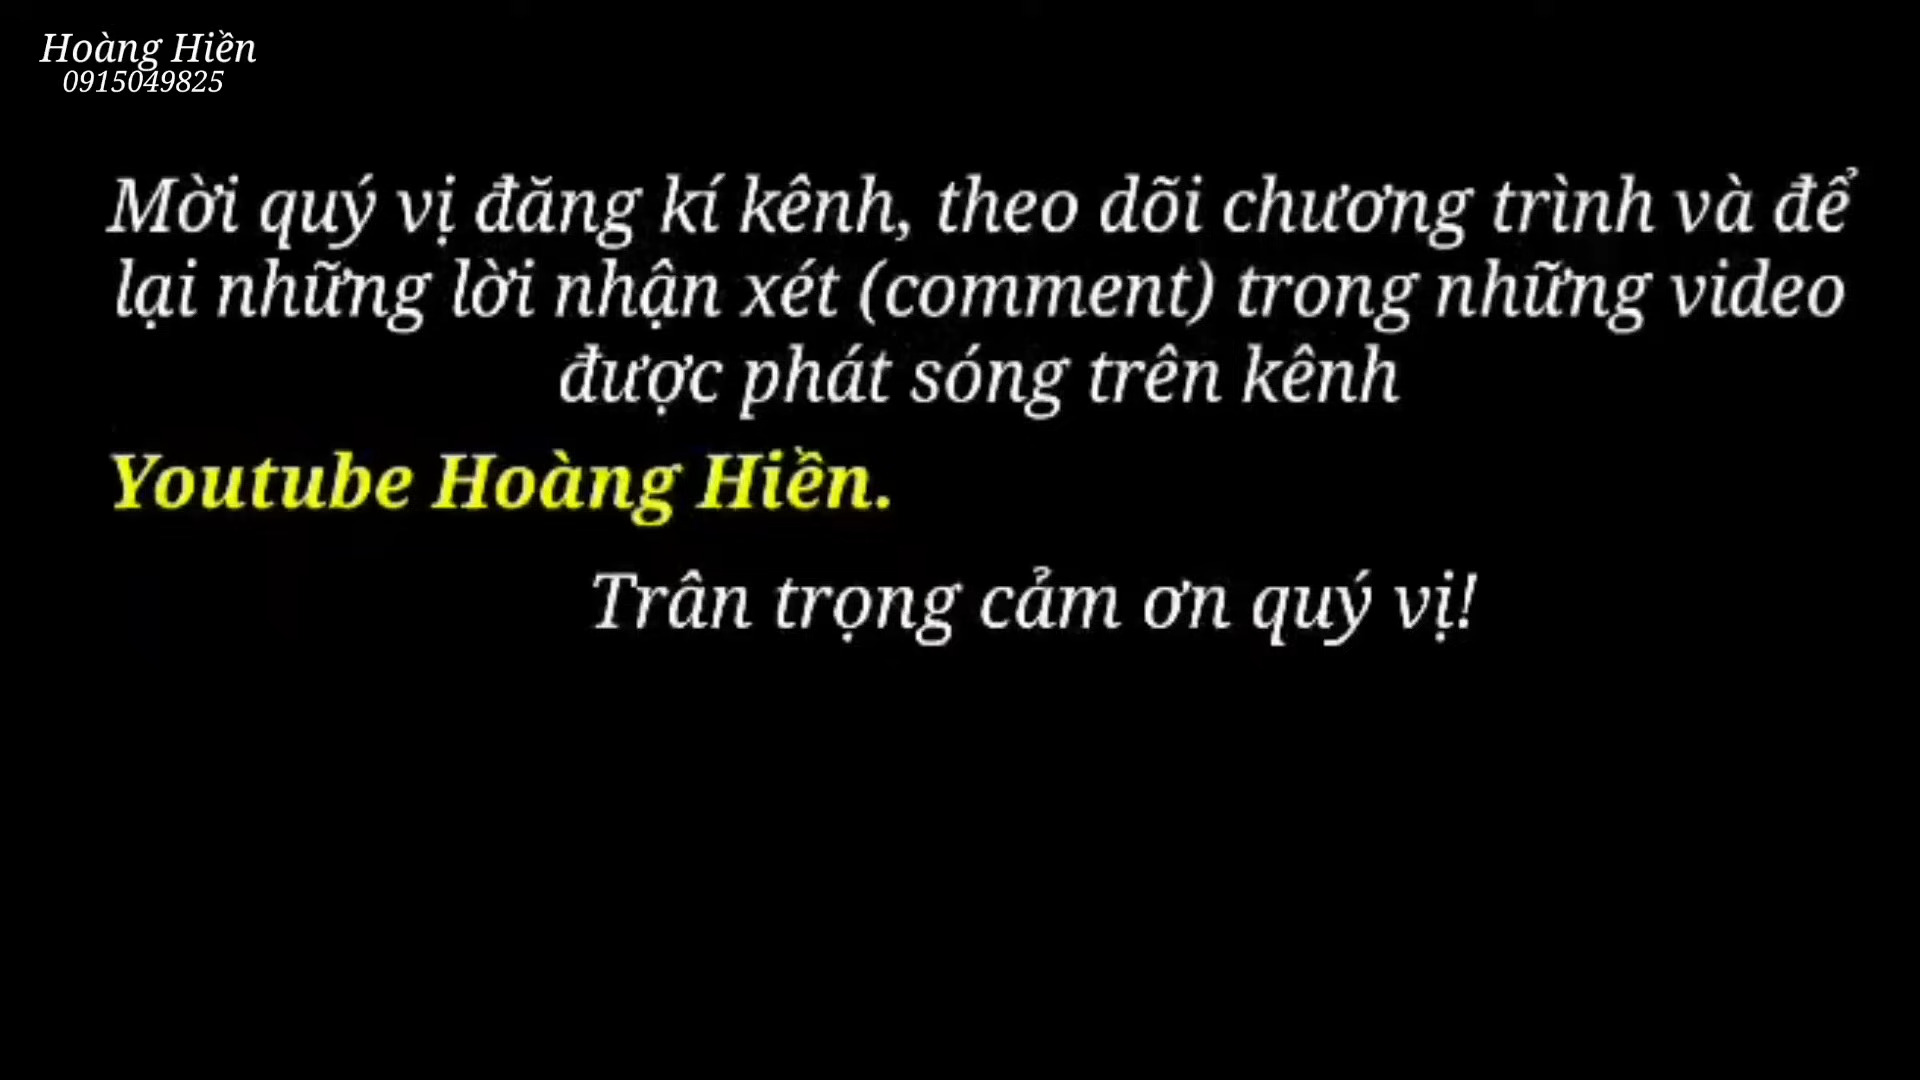 Hoàng Hiền
0915049825
Mời quý vị đăng kí kênh, theo dõi chương trình và để
lại những lời nhận xét (comment) trong những video
được phát sóng trên kênh
Youtube Hoàng Hiền.
Trân trọng cảm ơn quý vị!